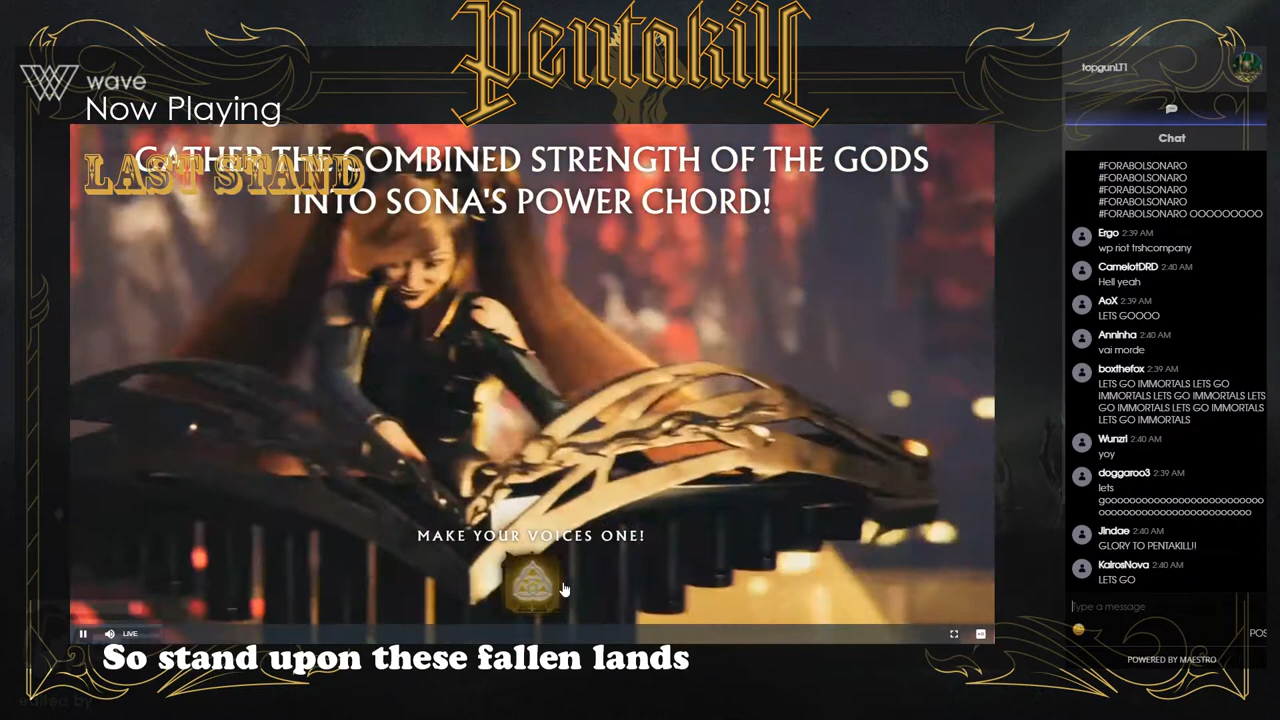 Pentakill
wave
Now Playing
LAST STAND
GATHER THE COMBINED STRENGTH OF THE GODS
INTO SONA'S POWER CHORD!
MAKE YOUR VOICES ONE!
LIVE
So stand upon these fallen lands
edited by
topgunLT1
Chat
#FORABOLSONARO
#FORABOLSONARO
#FORABOLSONARO
#FORABOLSONARO
#FORABOLSONARO OOOOOOOOO
Ergo 2:39 AM
wp riot trshcompany
CamelotDRD 2:40 AM
Hell yeah
AoX 2:39 AM
LETS GOOOO
Anninha 2:40 AM
vai morde
boxthefox 2:39 AM
LETS GO IMMORTALS LETS GO
IMMORTALS LETS GO IMMORTALS LETS
GO IMMORTALS LETS GO IMMORTALS
LETS GO IMMORTALS
Wunzrl 2:40 AM
yoy
doggaroo3 2:39 AM
lets
gooooooooooooooooooooooooooo
ooooooooooooooooooooooooo
Jindae 2:40 AM
GLORY TO PENTAKILL!!
KairosNova 2:40 AM
LETS GO
Type a message
POS
POWERED BY MAESTRO